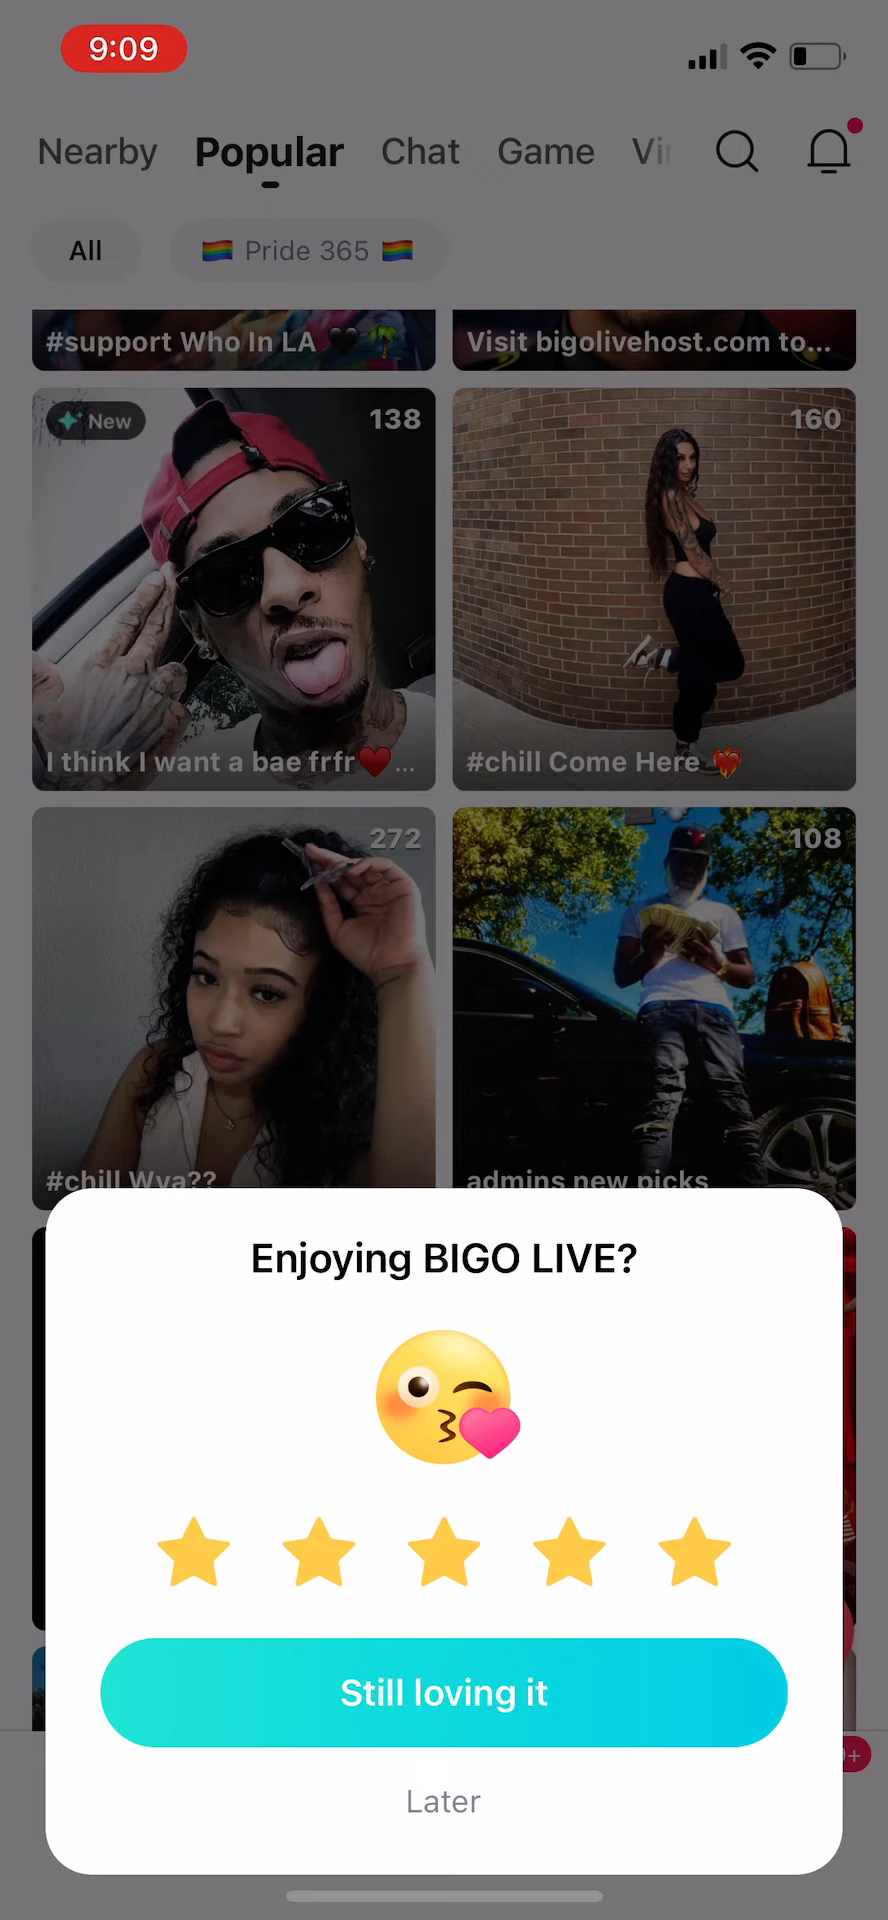 9:09
Nearby Popular Chat Game
All
Pride 365
#support Who In LA
Visit bigolivehost.com to...
New
138
160
I think I want a bae frfr❤️...
#chill Come Here ❤️‍🔥
272
108
#chill Wya??
admins new picks
Enjoying BIGO LIVE?
Still loving it
Later